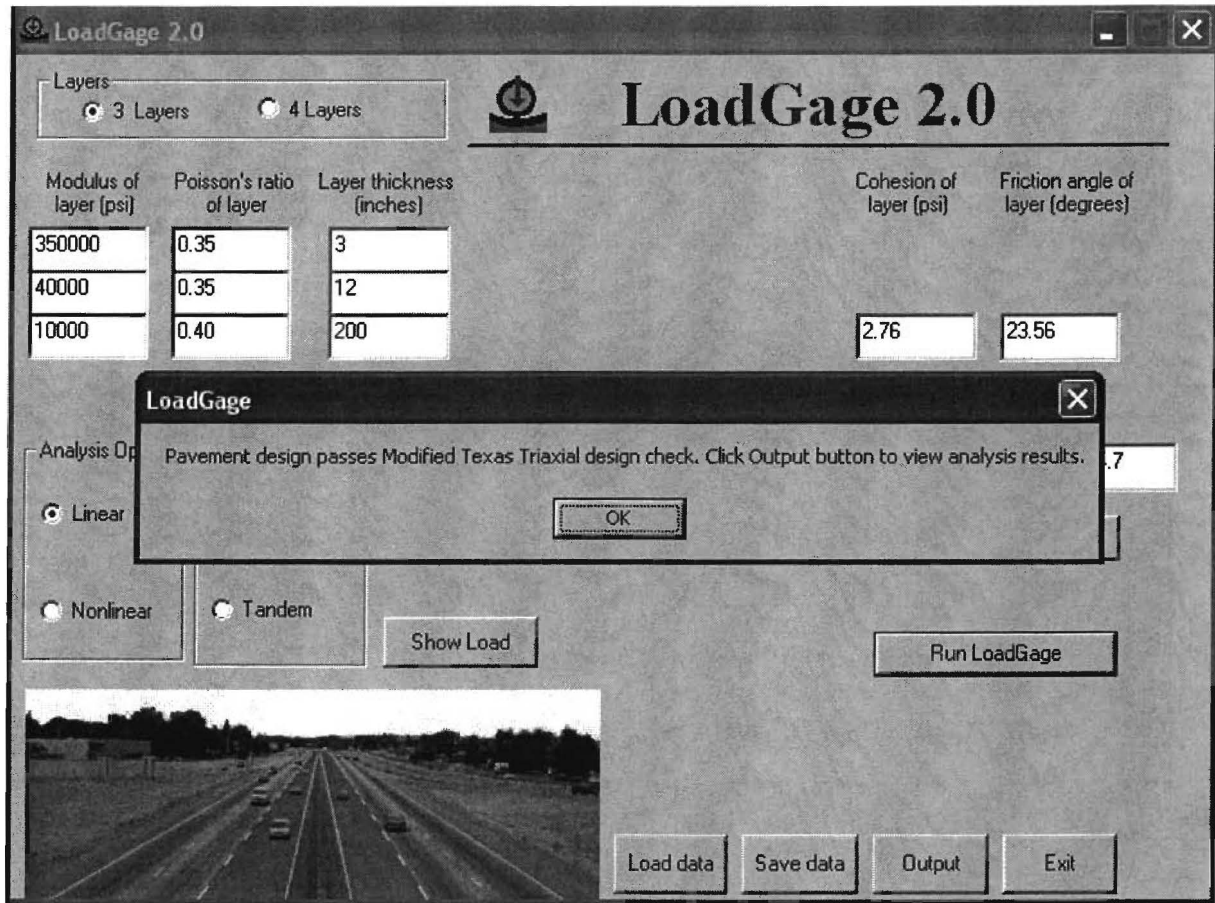 LoadGage 2.0
Layers
3 Layers
4 Layers
LoadGage 2.0
Modulus of layer (psi)
Poisson's ratio of layer
Layer thickness (inches)
Cohesion of layer (psi)
Friction angle of layer (degrees)
350000
0.35
3
40000
0.35
12
10000
0.40
200
2.76
23.56
LoadGage
Pavement design passes Modified Texas Triaxial design check. Click Output button to view analysis results.
OK
Analysis Op
.7
Linear
Nonlinear
Tandem
Show Load
Run LoadGage
Load data
Save data
Output
Exit